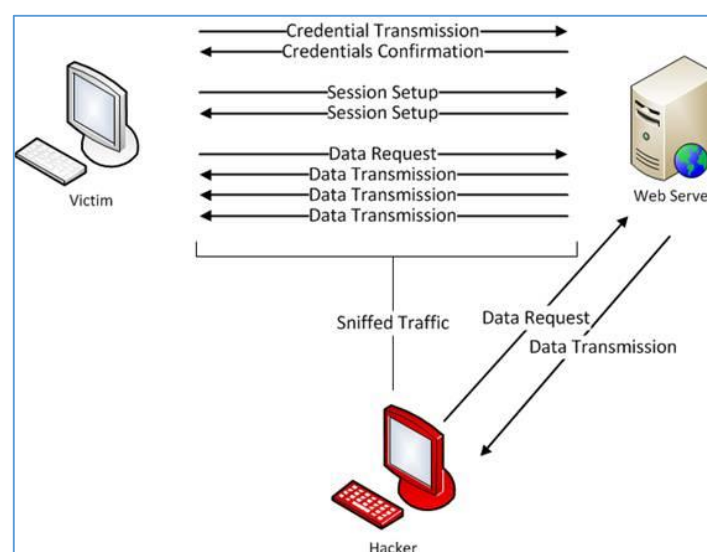 Credential Transmission
Credentials Confirmation
Session Setup
Session Setup
Data Request
Data Transmission
Data Transmission
Data Transmission
Victim
Web Serve
Sniffed Traffic
Data Request
Data Transmission
Hacker